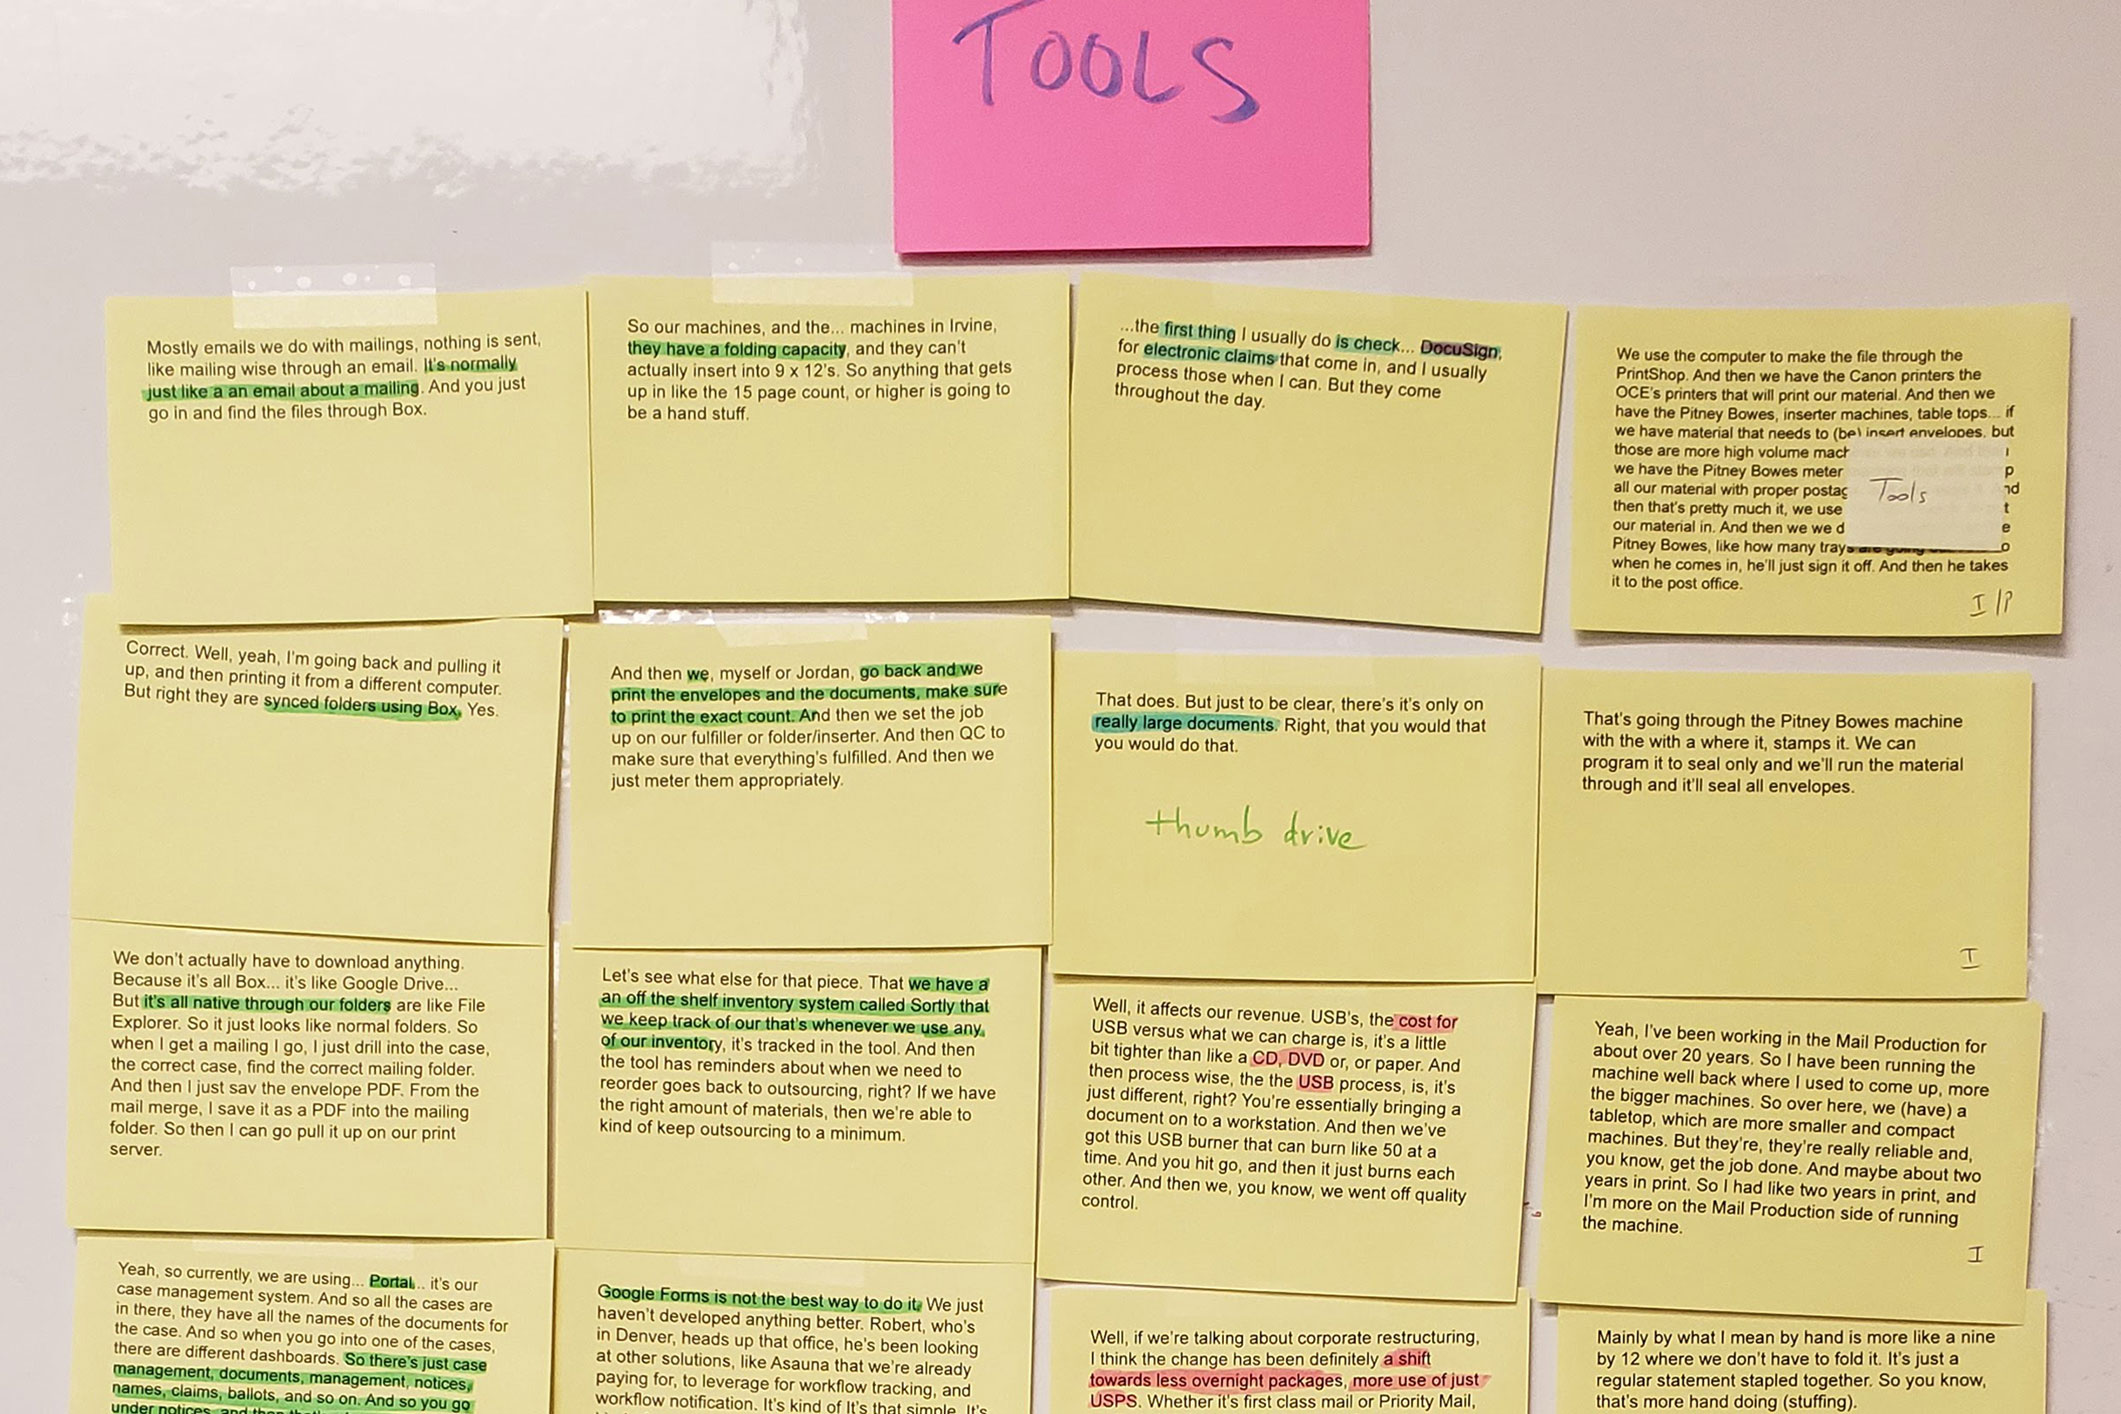 TOOLS
Mostly emails we do with mailings, nothing is sent,
like mailing wise through an email. It's normally
just like a an email about a mailing. And you just
go in and find the files through Box.
So our machines, and the... machines in Irvine,
they have a folding capacity, and they can't
actually insert into 9 x 12's. So anything that gets
up in like the 15 page count, or higher is going to
be a hand stuff.
...the first thing I usually do is check... DocuSign,
for electronic claims that come in, and I usually
process those when I can. But they come
throughout the day.
We use the computer to make the file through the
PrintShop. And then we have the Canon printers the
OCE's printers that will print our material. And then we
have the Pitney Bowes, inserter machines, table tops... if
we have material that needs to (be) insert envelopes, but
those are more high volume
we have the Pitney Bowes meter
all our material with proper
then that's pretty much it, we use
our material in. And then we we
Pitney Bowes, like how many trays are going
when he comes in, he'll just sign it off. And then he takes
it to the post office.
Tools
I/P
Correct. Well, yeah, I'm going back and pulling it
up, and then printing it from a different computer.
But right they are synced folders using Box, Yes.
And then we, myself or Jordan, go back and we
print the envelopes and the documents, make sure
to print the exact count. And then we set the job
up on our fulfiller or folder/inserter. And then QC to
make sure that everything's fulfilled. And then we
just meter them appropriately.
That does. But just to be clear, there's it's only on
really large documents. Right, that you would that
you would do that.
thumb drive
That's going through the Pitney Bowes machine
with the with a where it, stamps it. We can
program it to seal only and we'll run the material
through and it'll seal all envelopes.
I
We don't actually have to download anything.
Because it's all Box... it's like Google Drive...
But it's all native through our folders are like File
Explorer. So it just looks like normal folders. So
when I get a mailing I go, I just drill into the case,
the correct case, find the correct mailing folder.
And then I just sav the envelope PDF. From the
mail merge, I save it as a PDF into the mailing
folder. So then I can go pull it up on our print
server.
Let's see what else for that piece. That we have a
an off the shelf inventory system called Sortly that
we keep track of our that's whenever we use any,
of our inventory, it's tracked in the tool. And then
the tool has reminders about when we need to
reorder goes back to outsourcing, right? If we have
the right amount of materials, then we're able to
kind of keep outsourcing to a minimum.
Well, it affects our revenue. USB's, the cost for
USB versus what we can charge is, it's a little
bit tighter than like a CD, DVD or, or paper. And
then process wise, the the USB process, is, it's
just different, right? You're essentially bringing a
document on to a workstation. And then we've
got this USB burner that can burn like 50 at a
time. And you hit go, and then it just burns each
other. And then we, you know, we went off quality
control.
Yeah, I've been working in the Mail Production for
about over 20 years. So I have been running the
machine well back where I used to come up, more
the bigger machines. So over here, we (have) a
tabletop, which are more smaller and compact
machines. But they're, they're really reliable and,
you know, get the job done. And maybe about two
years in print. So I had like two years in print, and
I'm more on the Mail Production side of running
the machine.
I
Yeah, so currently, we are using... Portal... it's our
case management system. And so all the cases are
in there, they have all the names of the documents for
the case. And so when you go into one of the cases,
there are different dashboards. So there's just case
management, documents, management, notices,
names, claims, ballots, and so on. And so you go
under notices, and then
Google Forms is not the best way to do it. We just
haven't developed anything better. Robert, who's
in Denver, heads up that office, he's been looking
at other solutions, like Asauna that we're already
paying for, to leverage for workflow tracking, and
workflow notification. It's kind of It's that simple. It's
Well, if we're talking about corporate restructuring,
I think the change has been definitely a shift
towards less overnight packages, more use of just
USPS. Whether it's first class mail or Priority Mail,
Mainly by what I mean by hand is more like a nine
by 12 where we don't have to fold it. It's just a
regular statement stapled together. So you know,
that's more hand doing (stuffing).